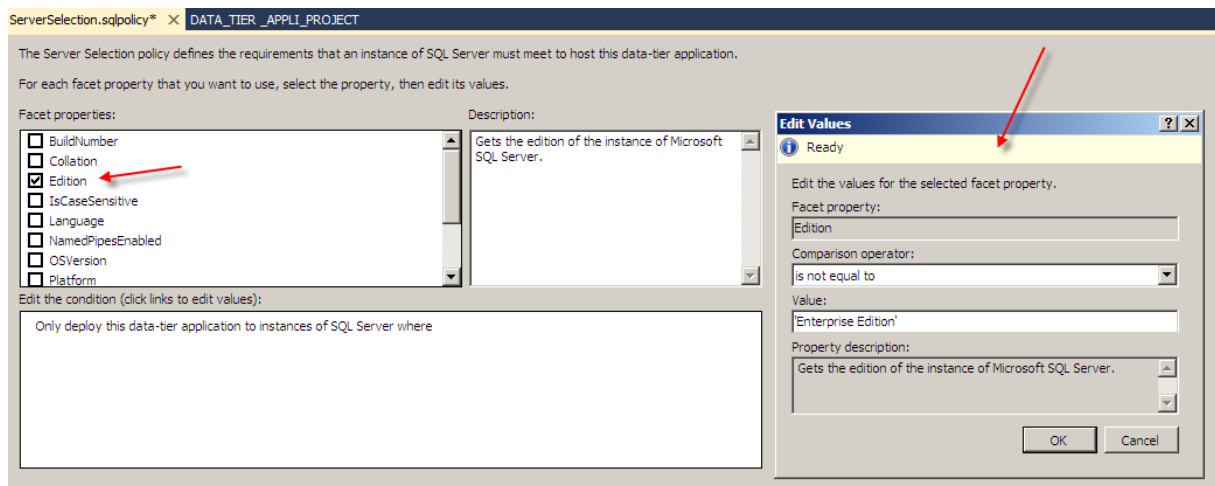 ServerSelection.sqlpolicy* X DATA_TIER _APPLI_PROJECT
The Server Selection policy defines the requirements that an instance of SQL Server must meet to host this data-tier application.
For each facet property that you want to use, select the property, then edit its values.
Facet properties:
BuildNumber
Collation
Edition
IsCaseSensitive
Language
NamedPipesEnabled
OSVersion
Platform
Description:
Gets the edition of the instance of Microsoft
SQL Server.
Edit the condition (click links to edit values):
Only deploy this data-tier application to instances of SQL Server where
Edit Values
Ready
Edit the values for the selected facet property.
Facet property:
Edition
Comparison operator:
is not equal to
Value:
'Enterprise Edition'
Property description:
Gets the edition of the instance of Microsoft SQL Server.
OK Cancel